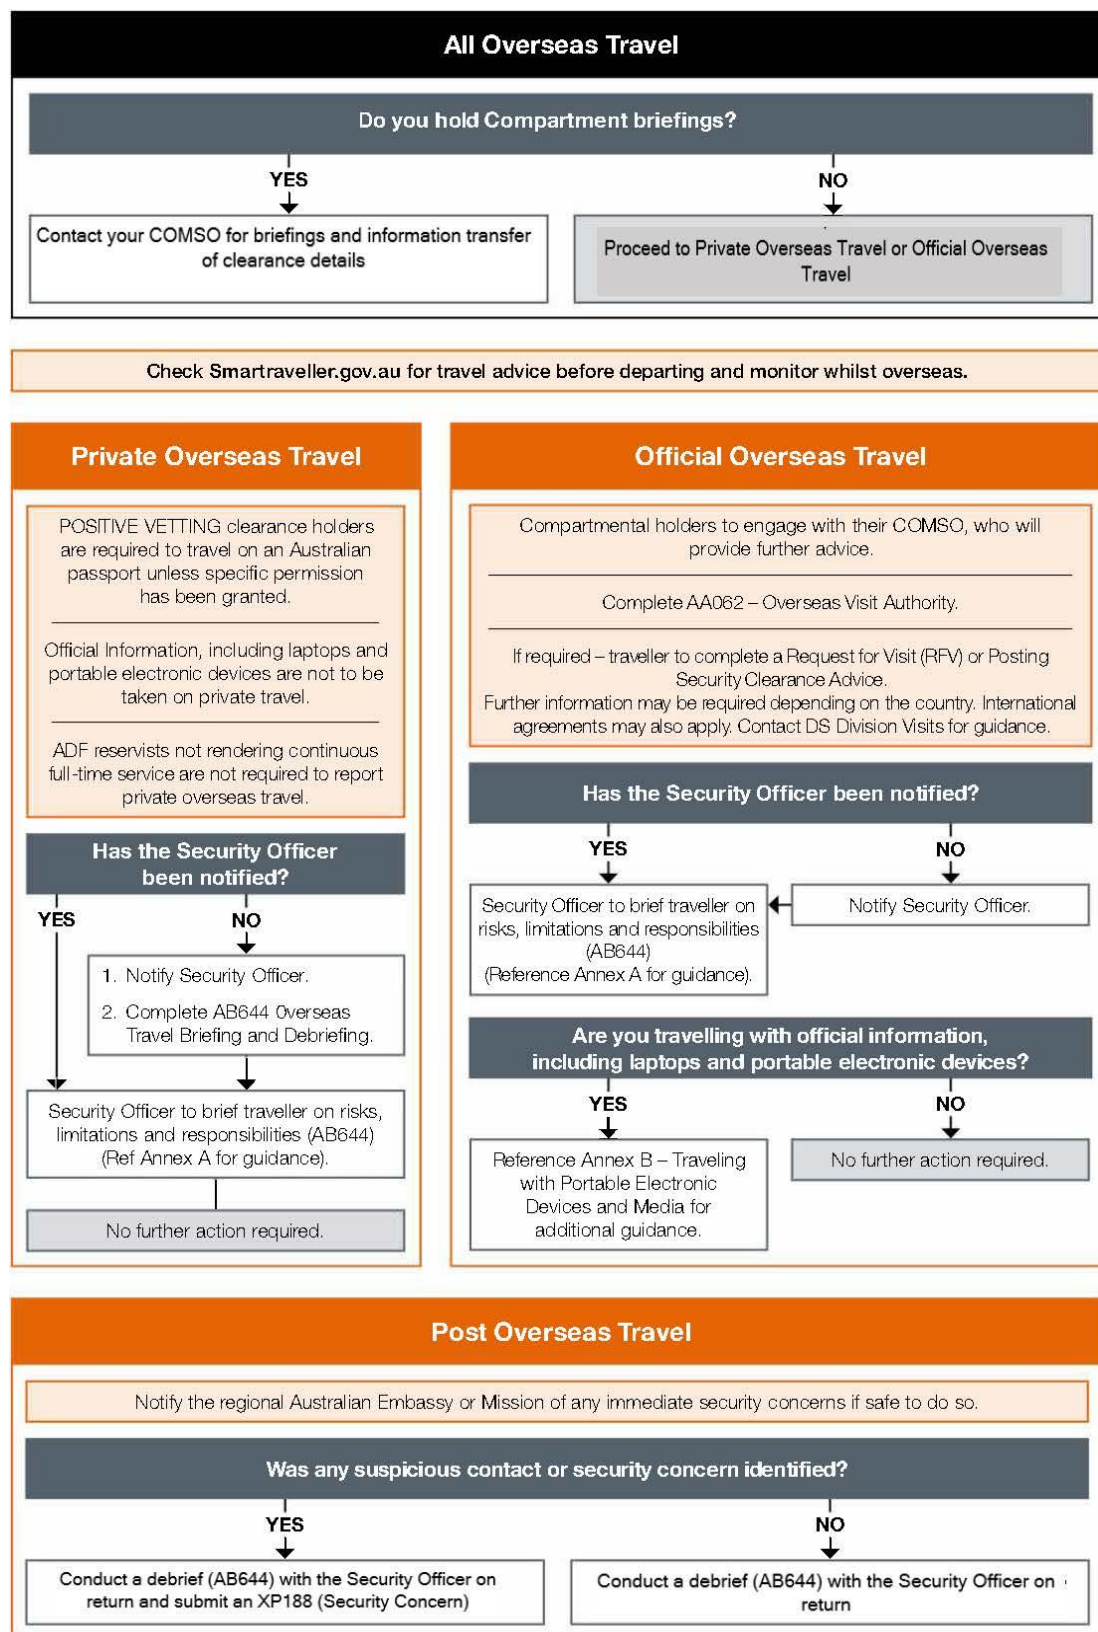 All Overseas Travel
Do you hold Compartment briefings?
YES
NO
Contact your COMSO for briefings and information transfer
of clearance details
Proceed to Private Overseas Travel or Official Overseas
Travel
Check Smartraveller.gov.au for travel advice before departing and monitor whilst overseas.
Private Overseas Travel
POSITIVE VETTING clearance holders
are required to travel on an Australian
passport unless specific permission
has been granted.
Official Information, including laptops and
portable electronic devices are not to be
taken on private travel.
ADF reservists not rendering continuous
full-time service are not required to report
private overseas travel.
Has the Security Officer
been notified?
YES
NO
1. Notify Security Officer.
2. Complete AB644 Overseas
Travel Briefing and Debriefing.
Security Officer to brief traveller on risks,
limitations and responsibilities (AB644)
(Ref Annex A for guidance).
No further action required.
Official Overseas Travel
Compartmental holders to engage with their COMSO, who will
provide further advice.
Complete AA062 – Overseas Visit Authority.
If required – traveller to complete a Request for Visit (RFV) or Posting
Security Clearance Advice.
Further information may be required depending on the country. International
agreements may also apply. Contact DS Division Visits for guidance.
Has the Security Officer been notified?
YES
NO
Security Officer to brief traveller on
risks, limitations and responsibilities
(AB644)
(Reference Annex A for guidance).
Notify Security Officer.
Are you travelling with official information,
including laptops and portable electronic devices?
YES
NO
Reference Annex B – Traveling
with Portable Electronic
Devices and Media for
additional guidance.
No further action required.
Post Overseas Travel
Notify the regional Australian Embassy or Mission of any immediate security concerns if safe to do so.
Was any suspicious contact or security concern identified?
YES
NO
Conduct a debrief (AB644) with the Security Officer on
return and submit an XP188 (Security Concern)
Conduct a debrief (AB644) with the Security Officer on
return